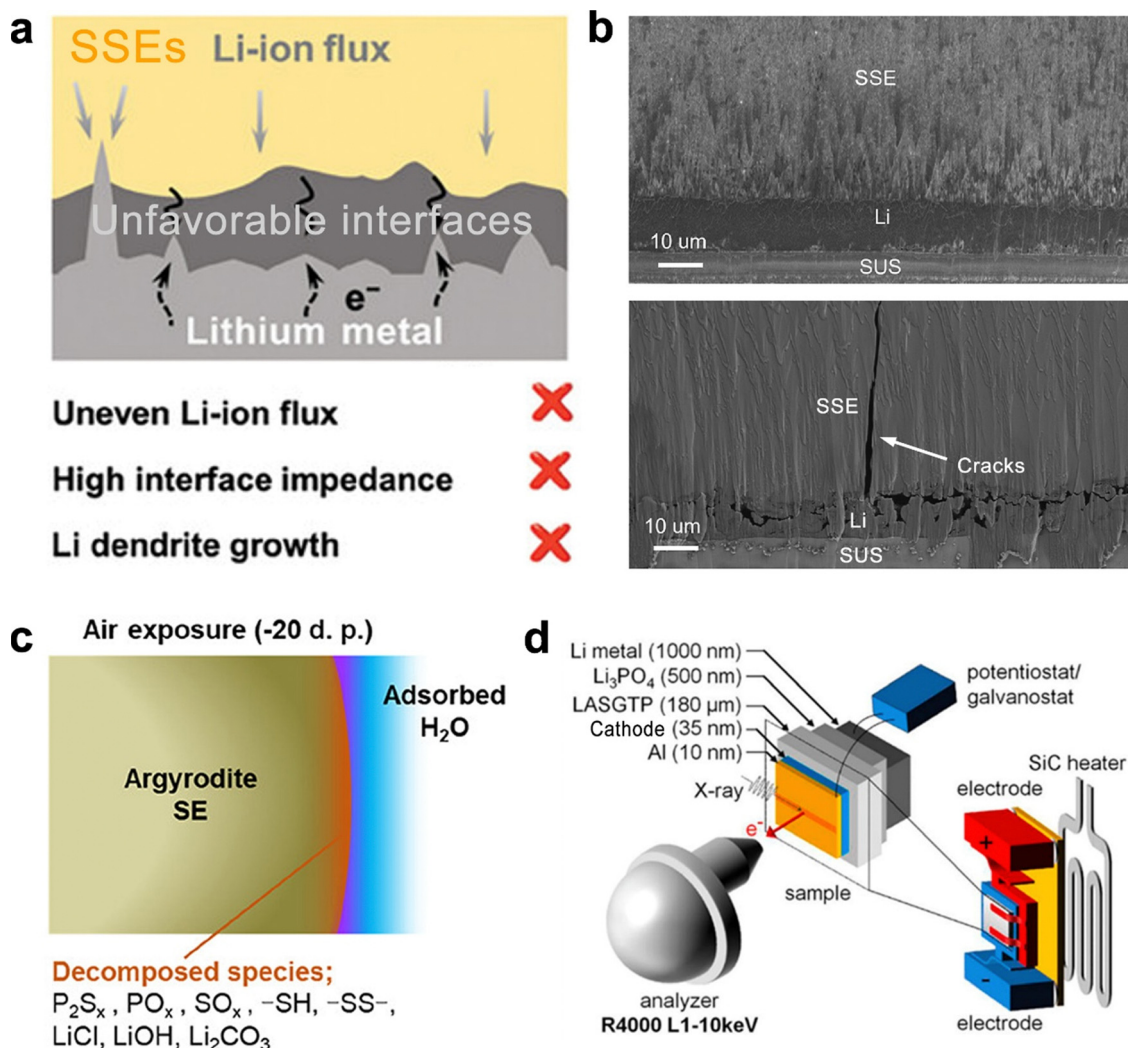 a
SSEs Li-ion flux
Unfavorable interfaces
e⁻
Lithium metal
Uneven Li-ion flux
High interface impedance
Li dendrite growth
b
SSE
Li
10 um
SUS
SSE
Cracks
Li
10 um
SUS
c
Air exposure (-20 d. p.)
Adsorbed
H₂O
Argyrodite
SE
Decomposed species;
P₂Sₓ, POₓ, SOₓ, –SH, –SS–,
LiCl, LiOH, Li₂CO₃
d
Li metal (1000 nm)
Li₃PO₄ (500 nm)
LASGTP (180 µm)
Cathode (35 nm)
Al (10 nm)
X-ray
e⁻
potentiostat/
galvanostat
SiC heater
electrode
+
sample
−
analyzer
R4000 L1-10keV
electrode